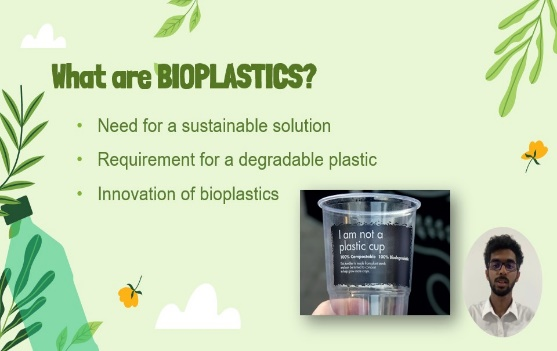 What are BIOPLASTICS?
• Need for a sustainable solution
• Requirement for a degradable plastic
• Innovation of bioplastics
I am not a
plastic cup
100% Compostable 100% Biodegradable